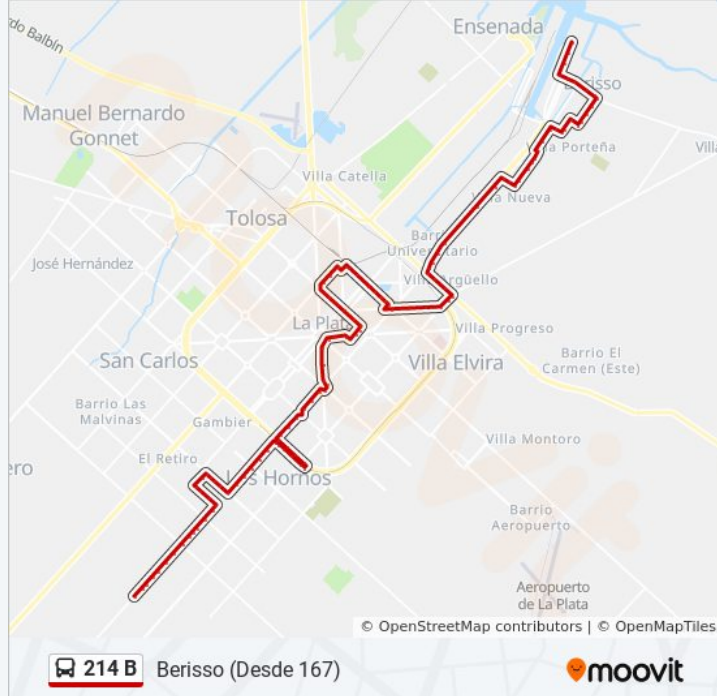 Ensenada
do Balbín
Berisso
Manuel Bernardo
Gonnet
Villa Porteña
Vill
Villa Catella
Villa Nueva
Tolosa
Barrio
Universitario
José Hernández
Villa Argüello
La Plata
Villa Progreso
San Carlos
Villa Elvira
Barrio El
Carmen (Este)
Barrio Las
Malvinas
Gambier
Villa Montoro
El Retiro
ero
Los Hornos
Barrio
Aeropuerto
Aeropuerto
de La Plata
© OpenStreetMap contributors | © OpenMapTiles
214 B Berisso (Desde 167)
moovit